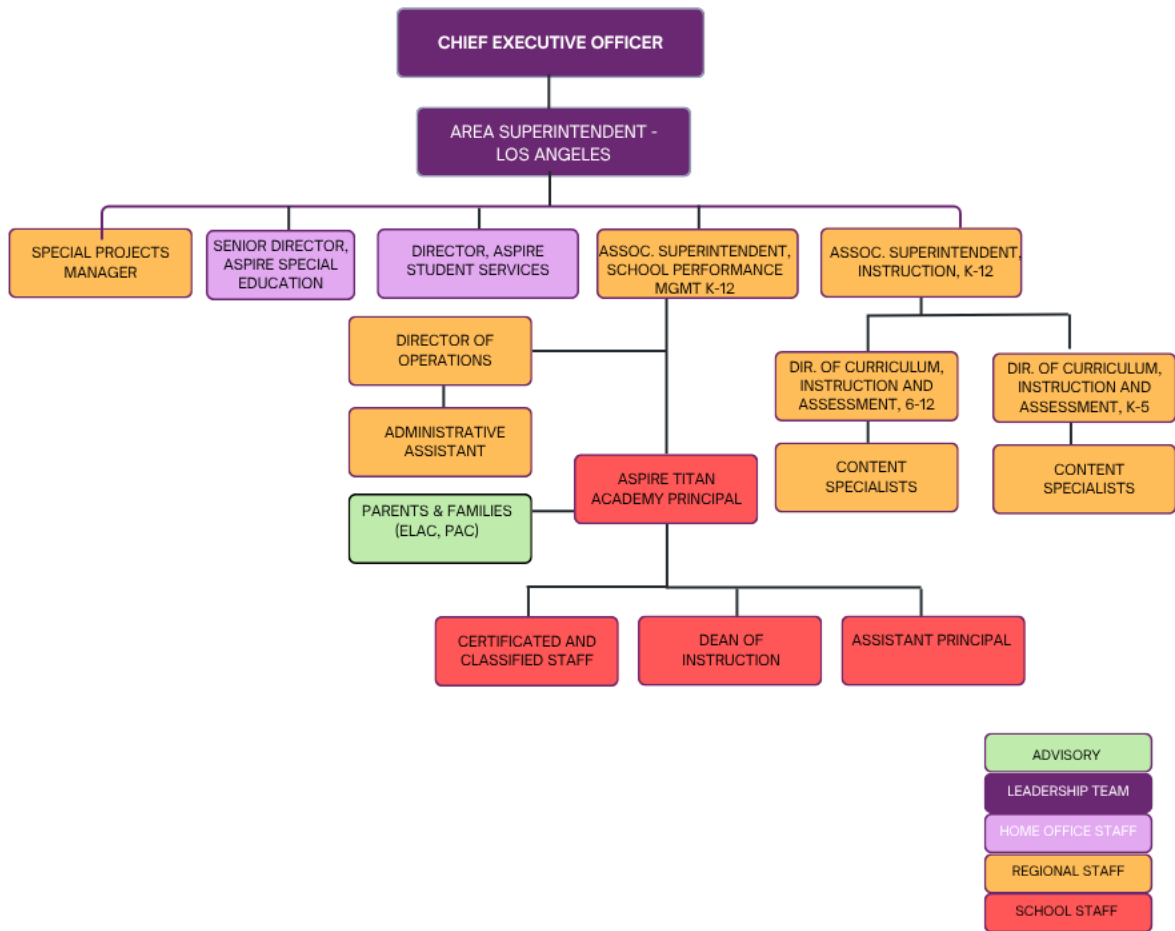 CHIEF EXECUTIVE OFFICER
AREA SUPERINTENDENT -
LOS ANGELES
SPECIAL PROJECTS
MANAGER
SENIOR DIRECTOR,
ASPIRE SPECIAL
EDUCATION
DIRECTOR, ASPIRE
STUDENT SERVICES
ASSOC. SUPERINTENDENT,
SCHOOL PERFORMANCE
MGMT K-12
ASSOC. SUPERINTENDENT,
INSTRUCTION, K-12
DIRECTOR OF
OPERATIONS
DIR. OF CURRICULUM,
INSTRUCTION AND
ASSESSMENT, 6-12
DIR. OF CURRICULUM,
INSTRUCTION AND
ASSESSMENT, K-5
ADMINISTRATIVE
ASSISTANT
CONTENT
SPECIALISTS
CONTENT
SPECIALISTS
ASPIRE TITAN
ACADEMY PRINCIPAL
PARENTS & FAMILIES
(ELAC, PAC)
CERTIFICATED AND
CLASSIFIED STAFF
DEAN OF
INSTRUCTION
ASSISTANT PRINCIPAL
ADVISORY
LEADERSHIP TEAM
HOME OFFICE STAFF
REGIONAL STAFF
SCHOOL STAFF